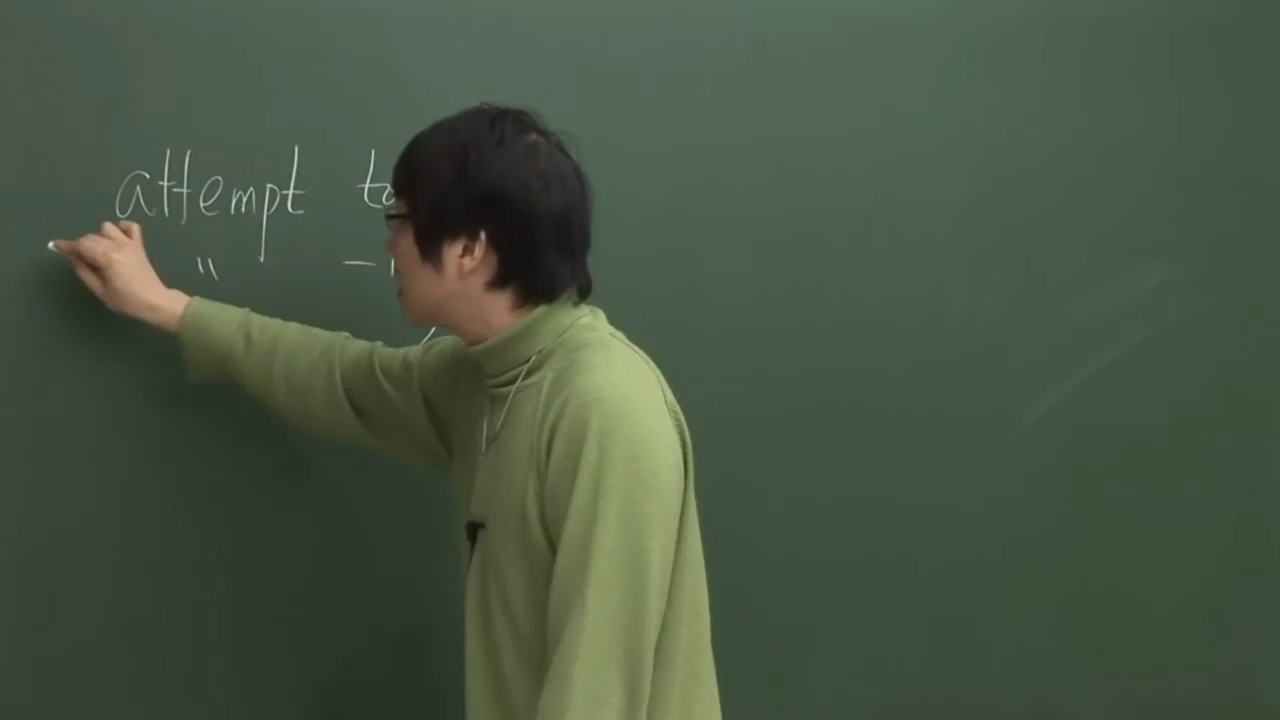 attempt to
〃 -